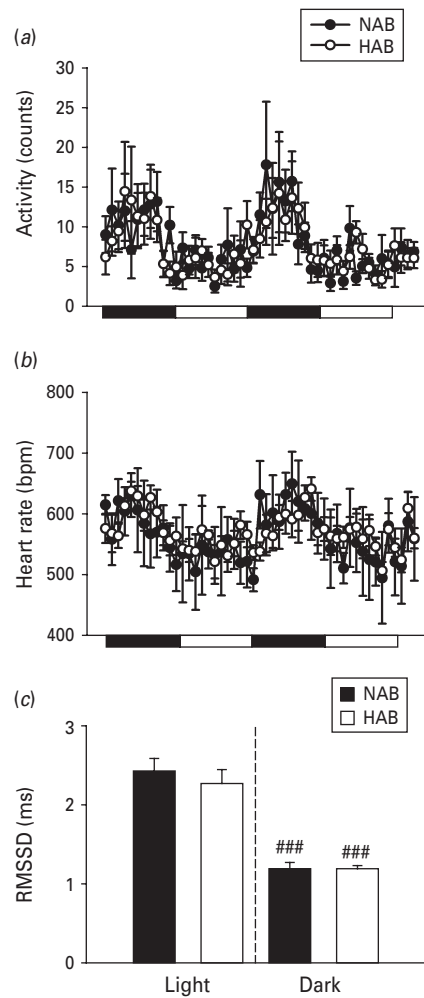 (a)
NAB
HAB
30
25
20
15
10
5
0
Activity (counts)
(b)
800
700
600
500
400
Heart rate (bpm)
(c)
NAB
HAB
3
2
1
0
RMSSD (ms)
### ###
Light Dark